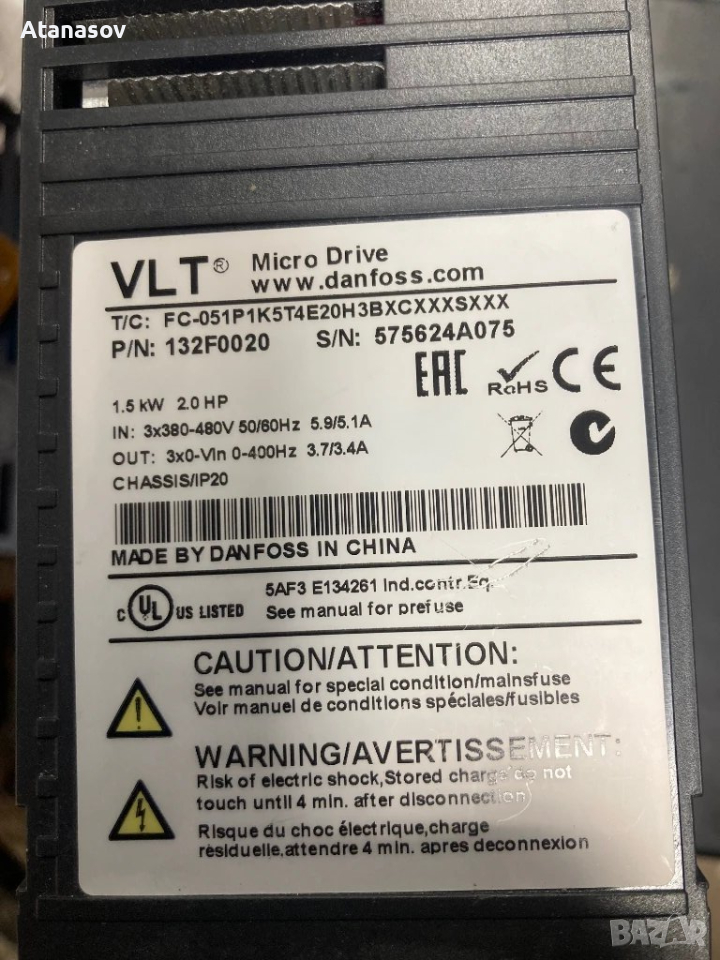 Atanasov
VLT® Micro Drive
www.danfoss.com
T/C: FC-051P1K5T4E20H3BXCXXXSXXX
P/N: 132F0020 S/N: 575624A075
EAC RoHS CE
1.5 kW 2.0 HP
IN: 3x380-480V 50/60Hz 5.9/5.1A
OUT: 3x0-Vin 0-400Hz 3.7/3.4A
CHASSIS/IP20
MADE BY DANFOSS IN CHINA
c UL US LISTED
5AF3 E134261 Ind.contr.Eq.
See manual for prefuse
CAUTION/ATTENTION:
See manual for special condition/mainsfuse
Voir manuel de conditions spéciales/fusibles
WARNING/AVERTISSEMENT:
Risk of electric shock,Stored charge do not
touch until 4 min. after disconnection
Risque du choc électrique,charge
résiduelle,attendre 4 min. apres deconnexion
BAZAR